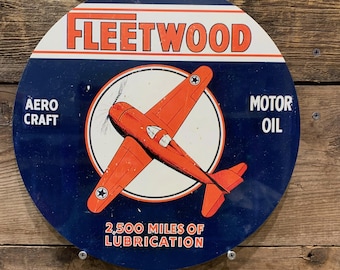 FLEETWOOD
AERO
CRAFT
MOTOR
OIL
2,500 MILES OF
LUBRICATION